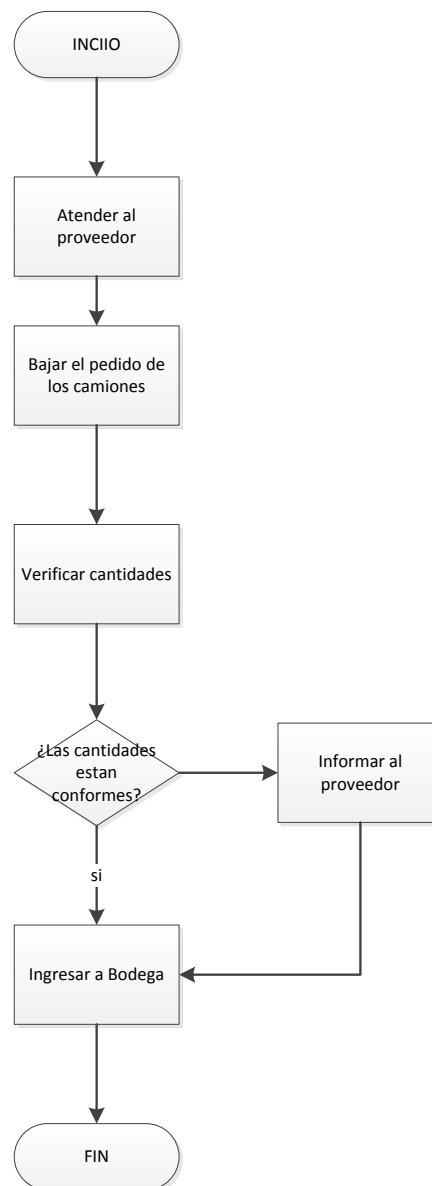 INCIIO
Atender al
proveedor
Bajar el pedido de
los camiones
Verificar cantidades
¿Las cantidades
estan
conformes?
Informar al
proveedor
si
Ingresar a Bodega
FIN